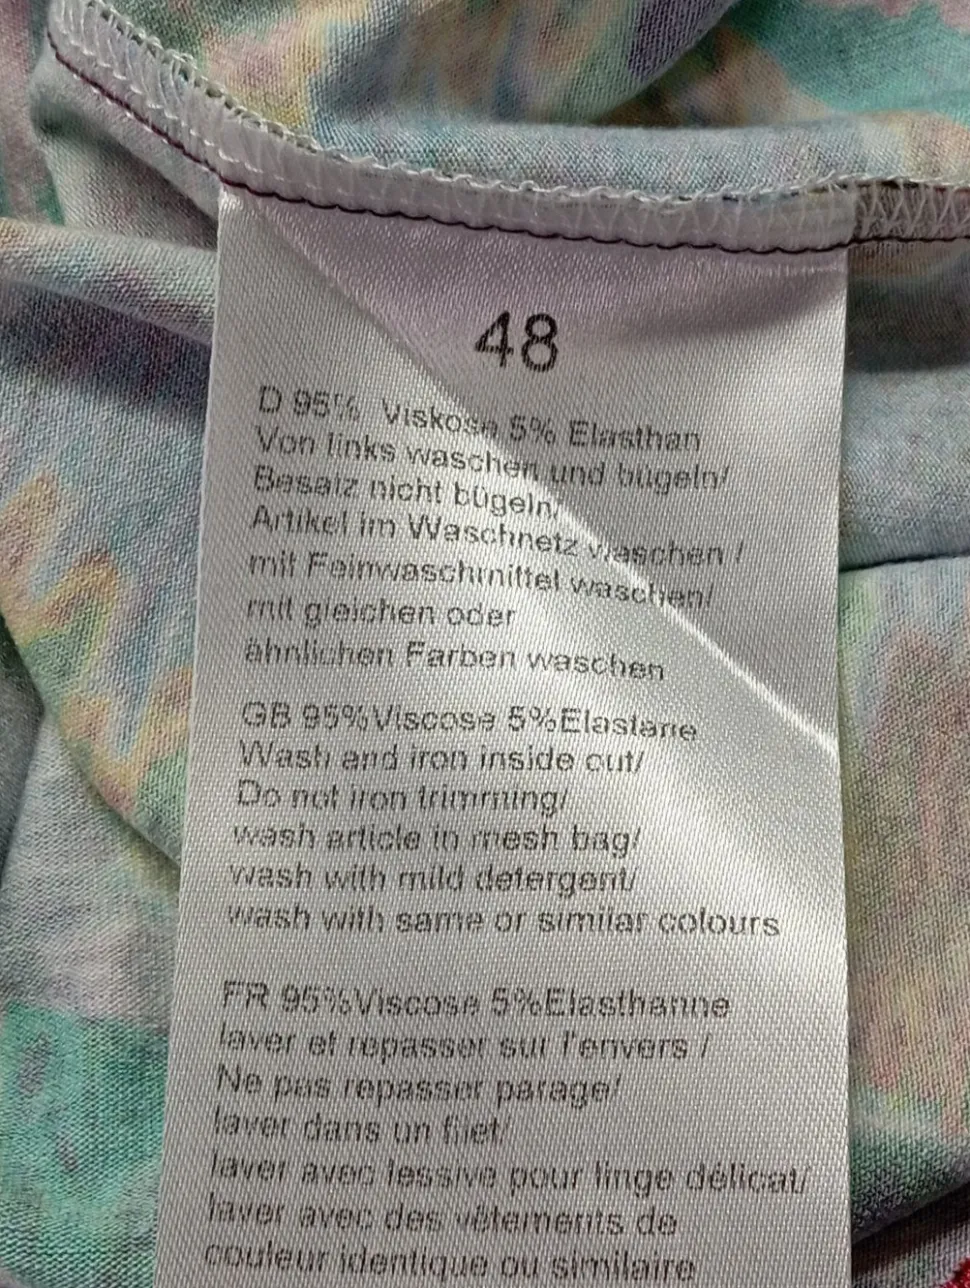 48
D 95% Viskose 5% Elasthan
Von links waschen und bügeln/
Besatz nicht bügeln/
Artikel im Waschnetz waschen /
mit Feinwaschmittel waschen/
mit gleichen oder
ähnlichen Farben waschen
GB 95%Viscose 5%Elastane
Wash and iron inside out/
Do not iron trimming/
wash article in mesh bag/
wash with mild detergent/
wash with same or similar colours
FR 95%Viscose 5%Elasthanne
laver et repasser sur l'envers /
Ne pas repasser parage/
laver dans un filet/
laver avec lessive pour linge délicat/
laver avec des vêtements de
couleur identique ou similaire